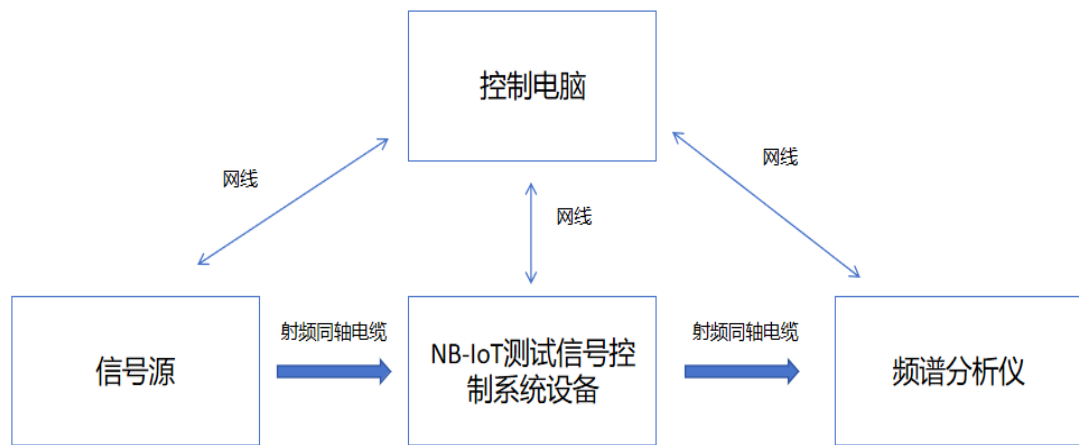 控制电脑
网线
网线
网线
信号源
射频同轴电缆
NB-IoT测试信号控
制系统设备
射频同轴电缆
频谱分析仪